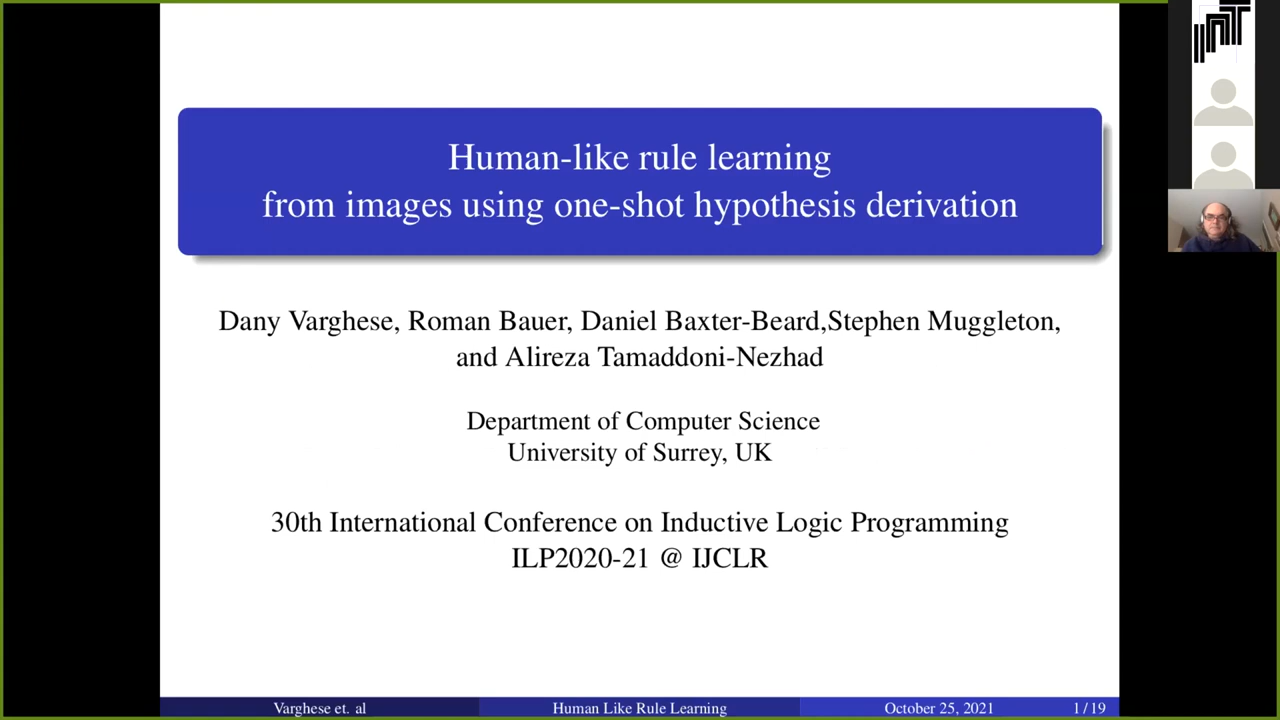 Human-like rule learning
from images using one-shot hypothesis derivation
Dany Varghese, Roman Bauer, Daniel Baxter-Beard,Stephen Muggleton,
and Alireza Tamaddoni-Nezhad
Department of Computer Science
University of Surrey, UK
30th International Conference on Inductive Logic Programming
ILP2020-21 @ IJCLR
Varghese et. al Human Like Rule Learning October 25, 2021 1 / 19